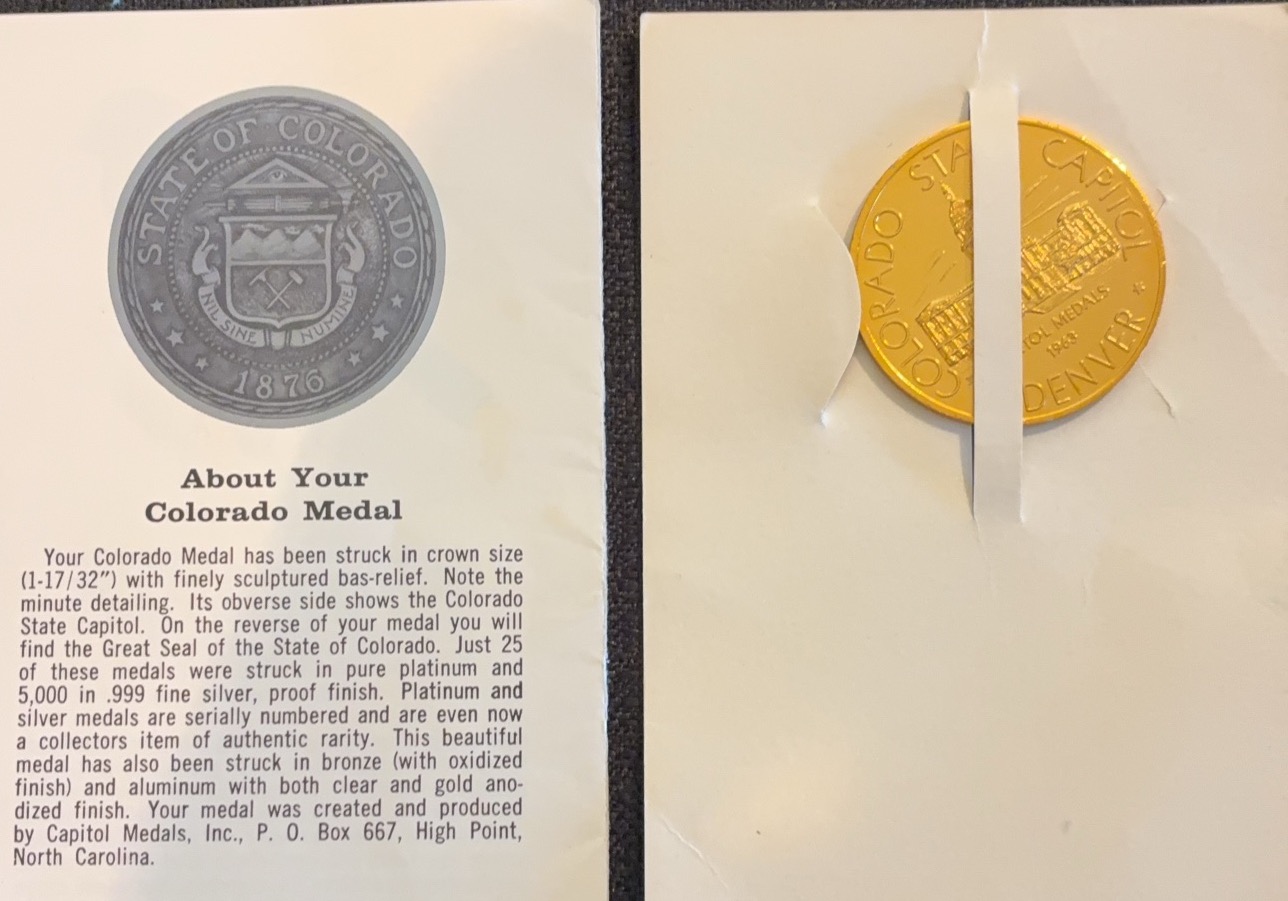 STATE OF COLORADO
NIL SINE NUMINE
1876
About Your
Colorado Medal
Your Colorado Medal has been struck in crown size
(1-17/32") with finely sculptured bas-relief. Note the
minute detailing. Its obverse side shows the Colorado
State Capitol. On the reverse of your medal you will
find the Great Seal of the State of Colorado. Just 25
of these medals were struck in pure platinum and
5,000 in .999 fine silver, proof finish. Platinum and
silver medals are serially numbered and are even now
a collectors item of authentic rarity. This beautiful
medal has also been struck in bronze (with oxidized
finish) and aluminum with both clear and gold ano-
dized finish. Your medal was created and produced
by Capitol Medals, Inc., P. O. Box 667, High Point,
North Carolina.
COLORADO STA CAPITOL
TOL MEDALS
1963
DENVER